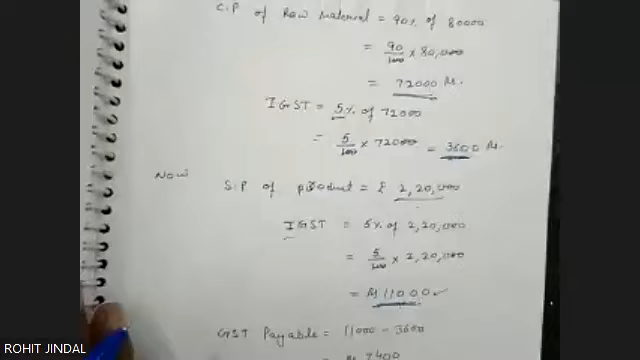 C.P of Raw Material = 90% of 80000
= 90/100 x 80,000
= 72000 Rs.
IGST = 5% of 72000
= 5/100 x 72000 = 3600 Rs.
Now
S.P of product = ₹ 2,20,000
IGST = 5% of 2,20,000
= 5/100 x 2,20,000
= Rs 11000 ✓
GST Payable = 11000 - 3600
= Rs 7400
ROHIT JINDAL